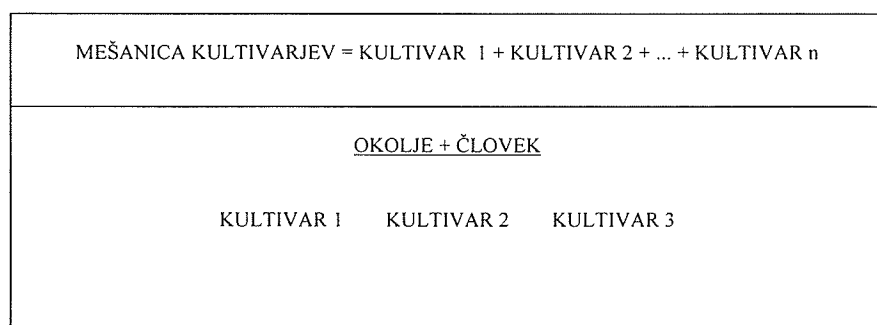 MEŠANICA KULTIVARJEV = KULTIVAR 1 + KULTIVAR 2 + ... + KULTIVAR n
OKOLJE + ČLOVEK
KULTIVAR 1 KULTIVAR 2 KULTIVAR 3